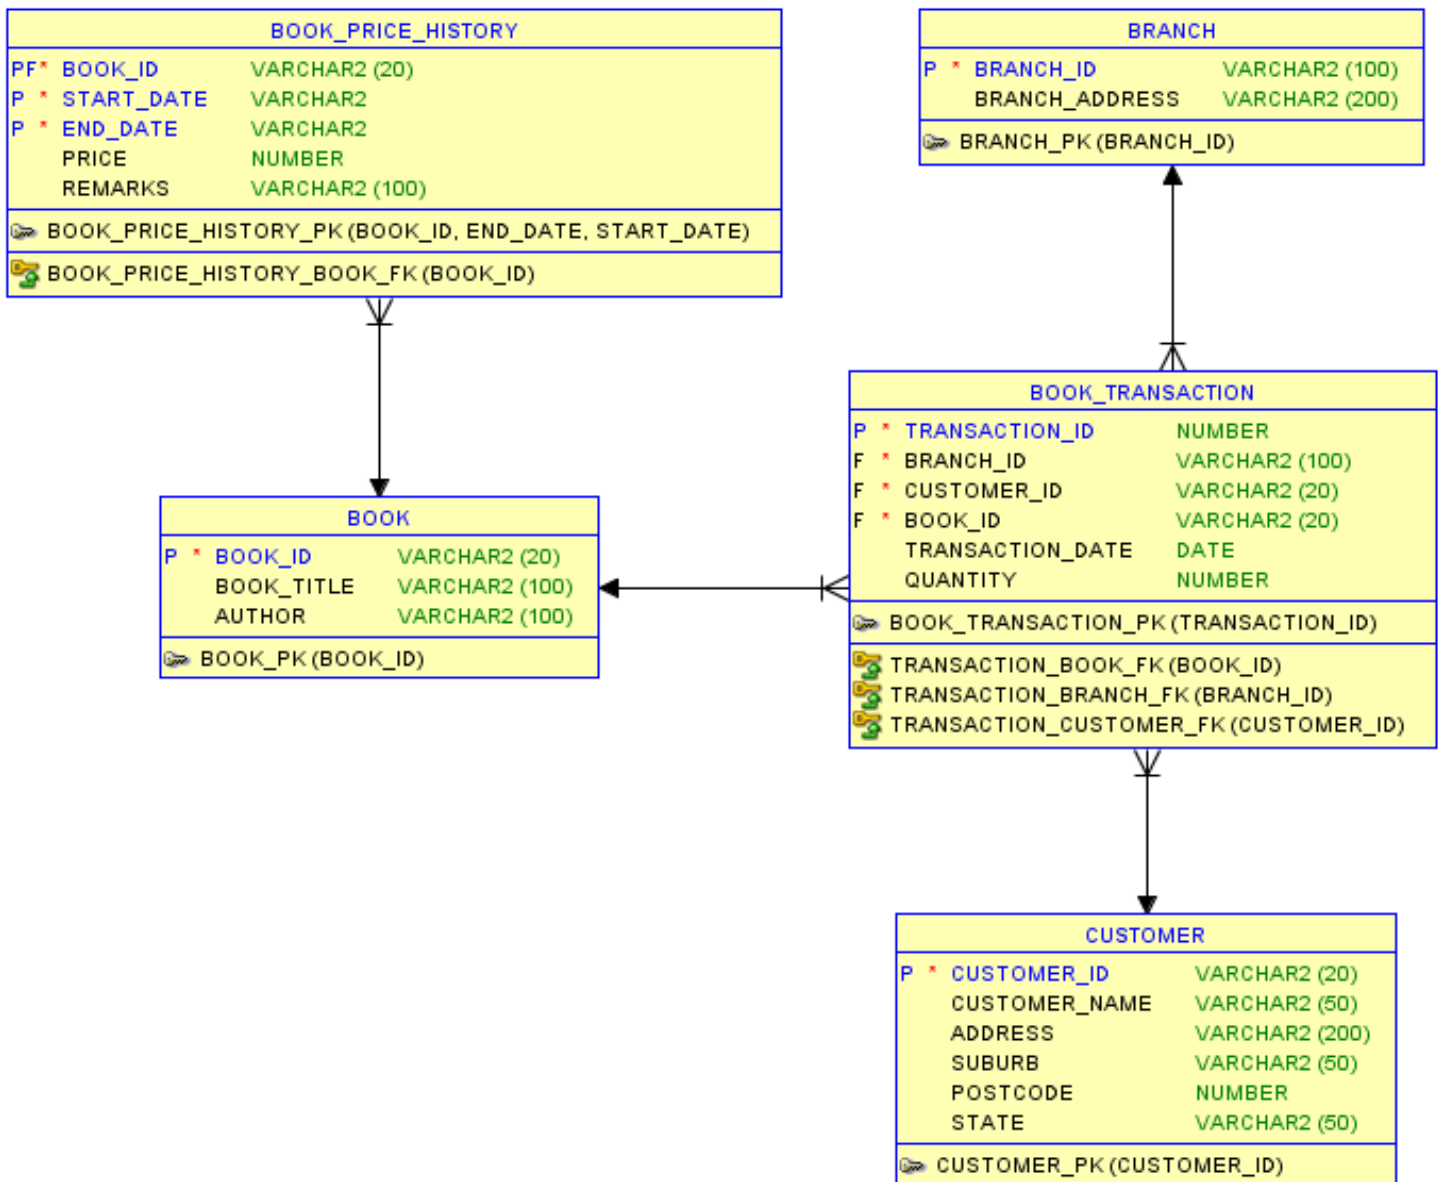 BOOK_PRICE_HISTORY
PF* BOOK_ID VARCHAR2 (20)
P * START_DATE VARCHAR2
P * END_DATE VARCHAR2
PRICE NUMBER
REMARKS VARCHAR2 (100)
BOOK_PRICE_HISTORY_PK (BOOK_ID, END_DATE, START_DATE)
BOOK_PRICE_HISTORY_BOOK_FK (BOOK_ID)
BRANCH
P * BRANCH_ID VARCHAR2 (100)
BRANCH_ADDRESS VARCHAR2 (200)
BRANCH_PK (BRANCH_ID)
BOOK
P * BOOK_ID VARCHAR2 (20)
BOOK_TITLE VARCHAR2 (100)
AUTHOR VARCHAR2 (100)
BOOK_PK (BOOK_ID)
BOOK_TRANSACTION
P * TRANSACTION_ID NUMBER
F * BRANCH_ID VARCHAR2 (100)
F * CUSTOMER_ID VARCHAR2 (20)
F * BOOK_ID VARCHAR2 (20)
TRANSACTION_DATE DATE
QUANTITY NUMBER
BOOK_TRANSACTION_PK (TRANSACTION_ID)
TRANSACTION_BOOK_FK (BOOK_ID)
TRANSACTION_BRANCH_FK (BRANCH_ID)
TRANSACTION_CUSTOMER_FK (CUSTOMER_ID)
CUSTOMER
P * CUSTOMER_ID VARCHAR2 (20)
CUSTOMER_NAME VARCHAR2 (50)
ADDRESS VARCHAR2 (200)
SUBURB VARCHAR2 (50)
POSTCODE NUMBER
STATE VARCHAR2 (50)
CUSTOMER_PK (CUSTOMER_ID)